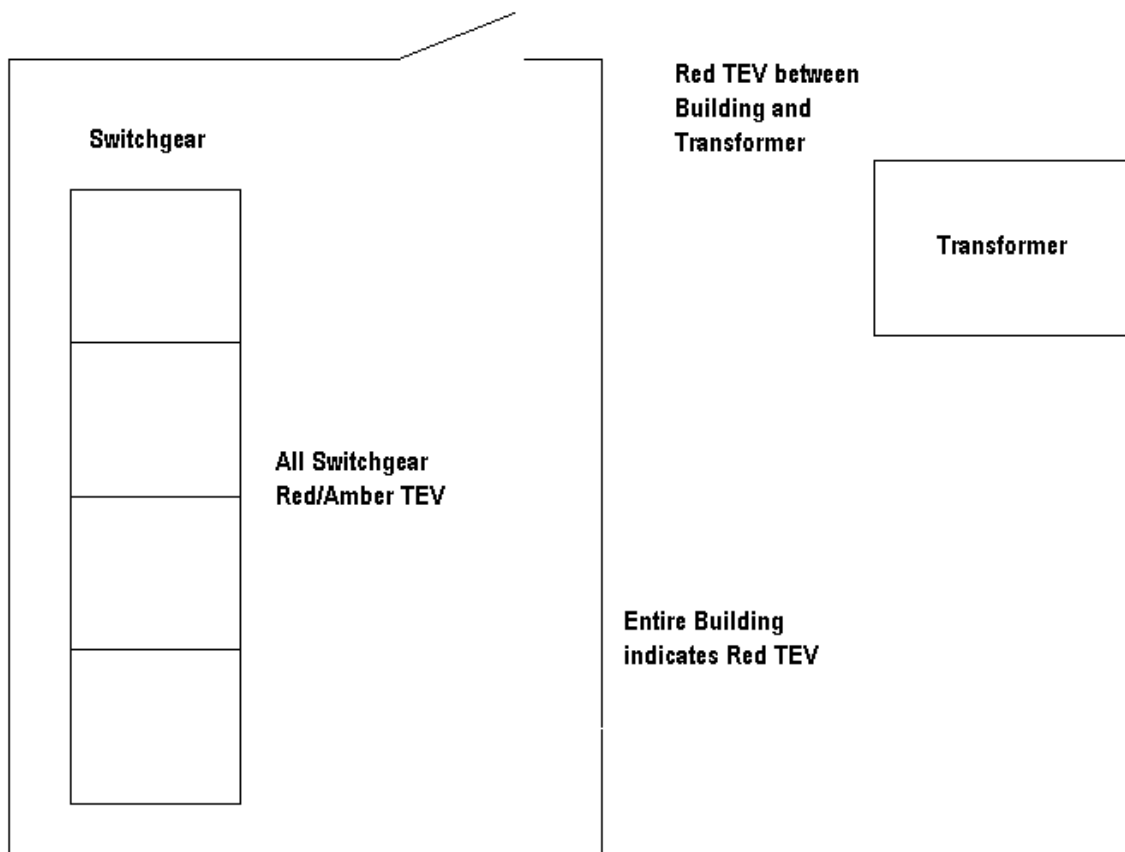 Red TEV between
Building and
Transformer
Switchgear
Transformer
All Switchgear
Red/Amber TEV
Entire Building
indicates Red TEV